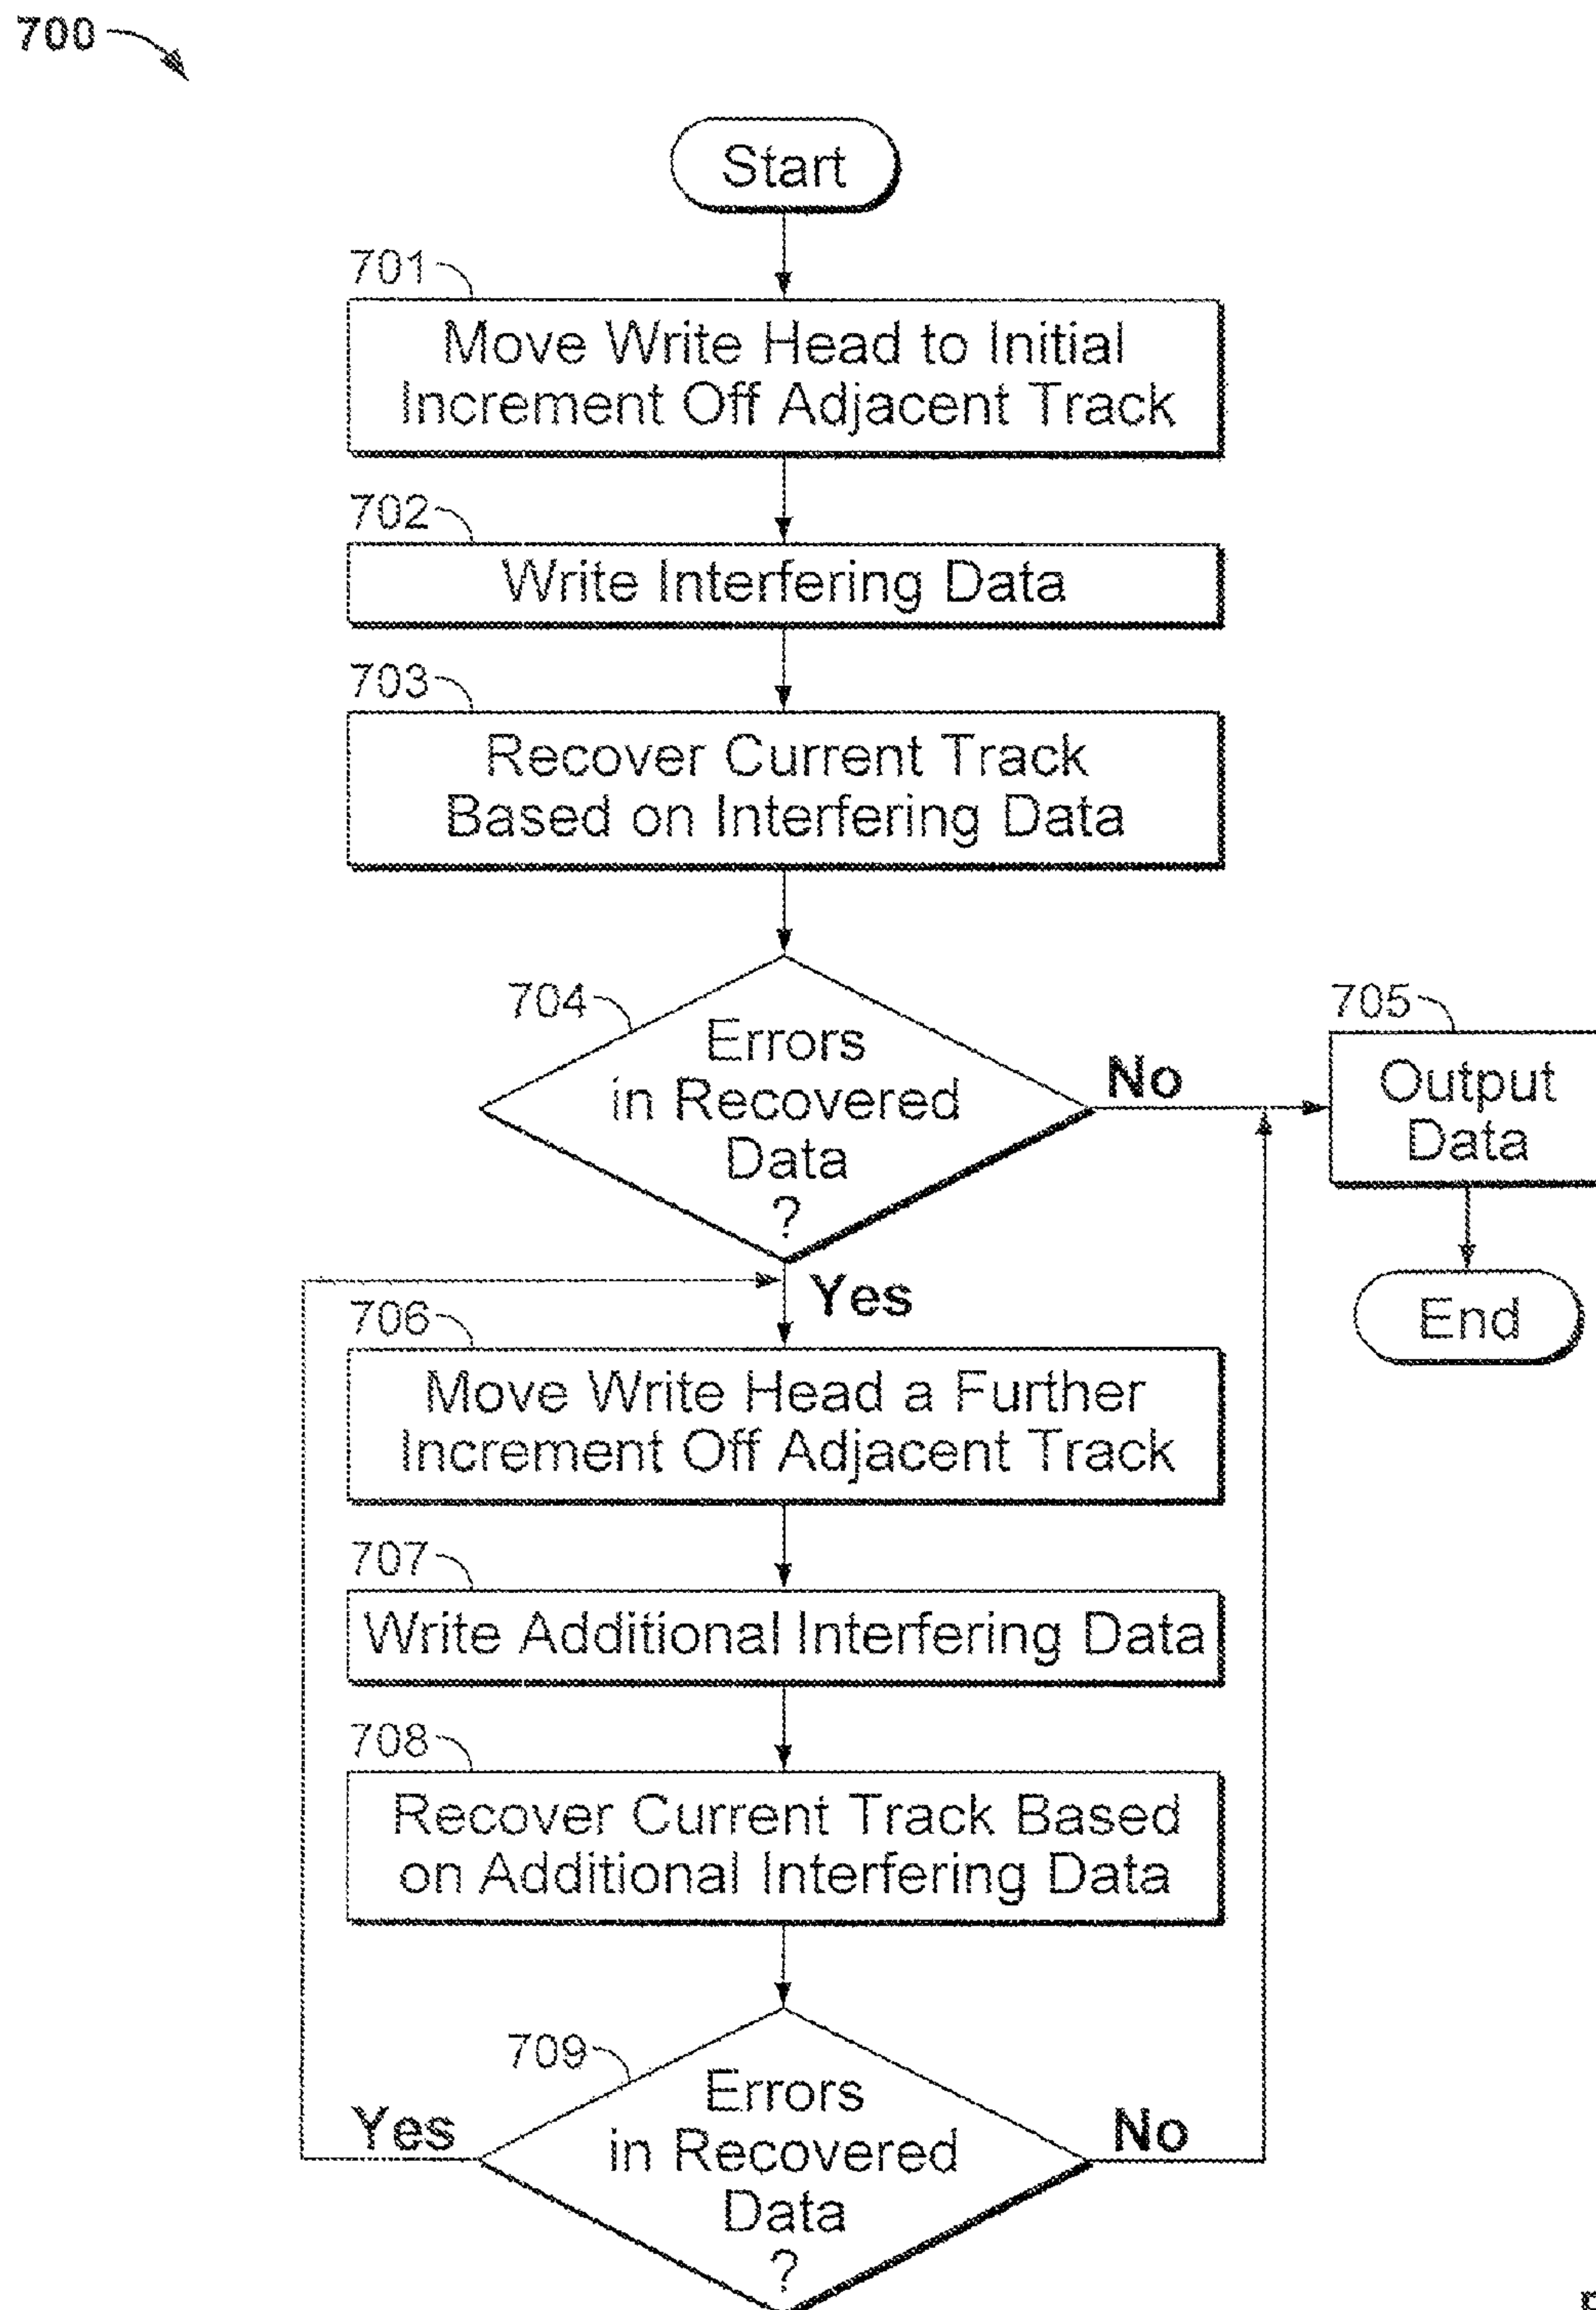 700
Start
701
Move Write Head to Initial
Increment Off Adjacent Track
702
Write Interfering Data
703
Recover Current Track
Based on Interfering Data
704
Errors
in Recovered
Data
?
No
705
Output
Data
End
Yes
706
Move Write Head a Further
Increment Off Adjacent Track
707
Write Additional Interfering Data
708
Recover Current Track Based
on Additional Interfering Data
709
Errors
in Recovered
Data
?
Yes
No